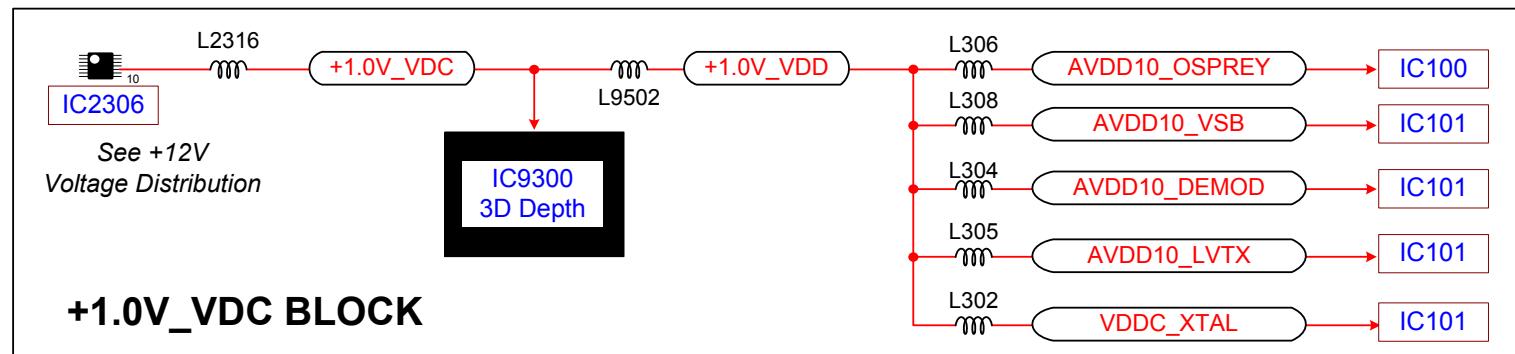 L2316
+1.0V_VDC
L9502
+1.0V_VDD
L306
AVDD10_OSPREY
IC100
10
IC2306
See +12V
Voltage Distribution
IC9300
3D Depth
L308
AVDD10_VSB
IC101
L304
AVDD10_DEMOD
IC101
L305
AVDD10_LVTX
IC101
L302
VDDC_XTAL
IC101
+1.0V_VDC BLOCK